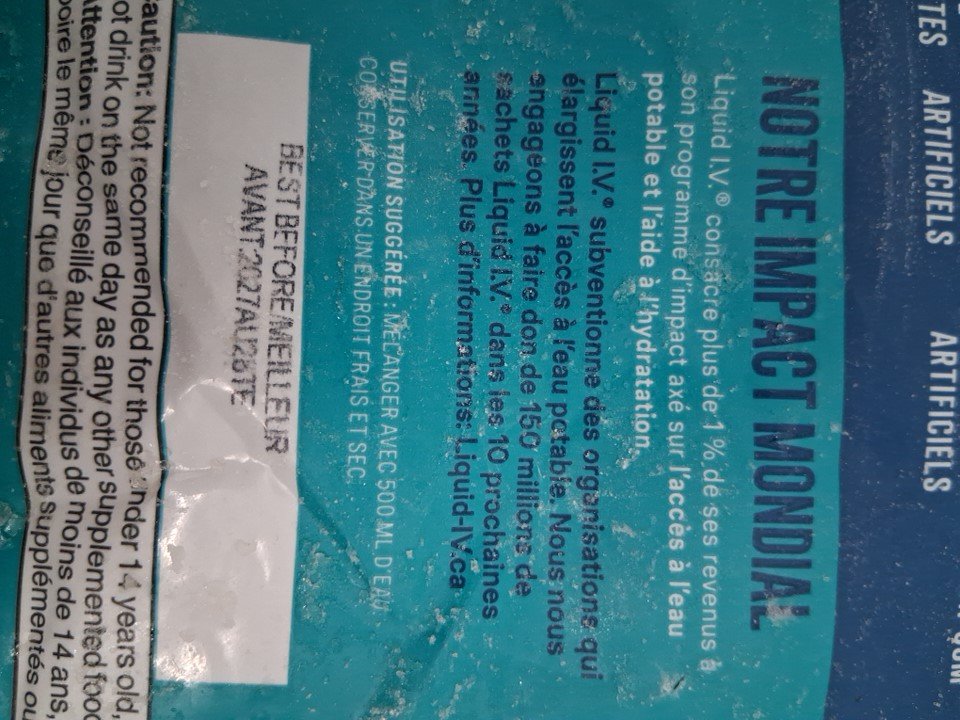 ARTIFICIELS
ARTIFICIELS
NOTRE IMPACT MONDIAL
Liquid I.V.® consacre plus de 1 % de ses revenus à
son programme d'impact axé sur l'accès à l'eau
potable et l'aide à l'hydratation.
Liquid I.V.® subventionne des organisations qui
élargissent l'accès à l'eau potable. Nous nous
engageons à faire don de 150 millions de
sachets Liquid I.V.® dans les 10 prochaines
années. Plus d'informations: Liquid-IV.ca
UTILISATION SUGGÉRÉE: MÉLANGER AVEC 500 ML D'EAU
CONSERVER DANS UN ENDROIT FRAIS ET SEC.
BEST BEFORE/MEILLEUR
Caution: Not recommended for those under 14 years old,
not drink on the same day as any other supplemented food
Attention : Déconseillé aux individus de moins de 14 ans,
boire le même jour que d'autres aliments supplémentés ou